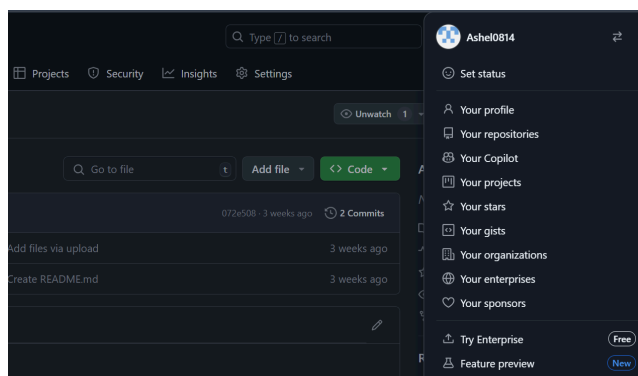 Type / to search
Projects Security Insights Settings
Unwatch 1
Go to file t Add file Code
072e508 · 3 weeks ago 2 Commits
Add files via upload 3 weeks ago
Create README.md 3 weeks ago
Ashel0814
Set status
Your profile
Your repositories
Your Copilot
Your projects
Your stars
Your gists
Your organizations
Your enterprises
Your sponsors
Try Enterprise Free
Feature preview New